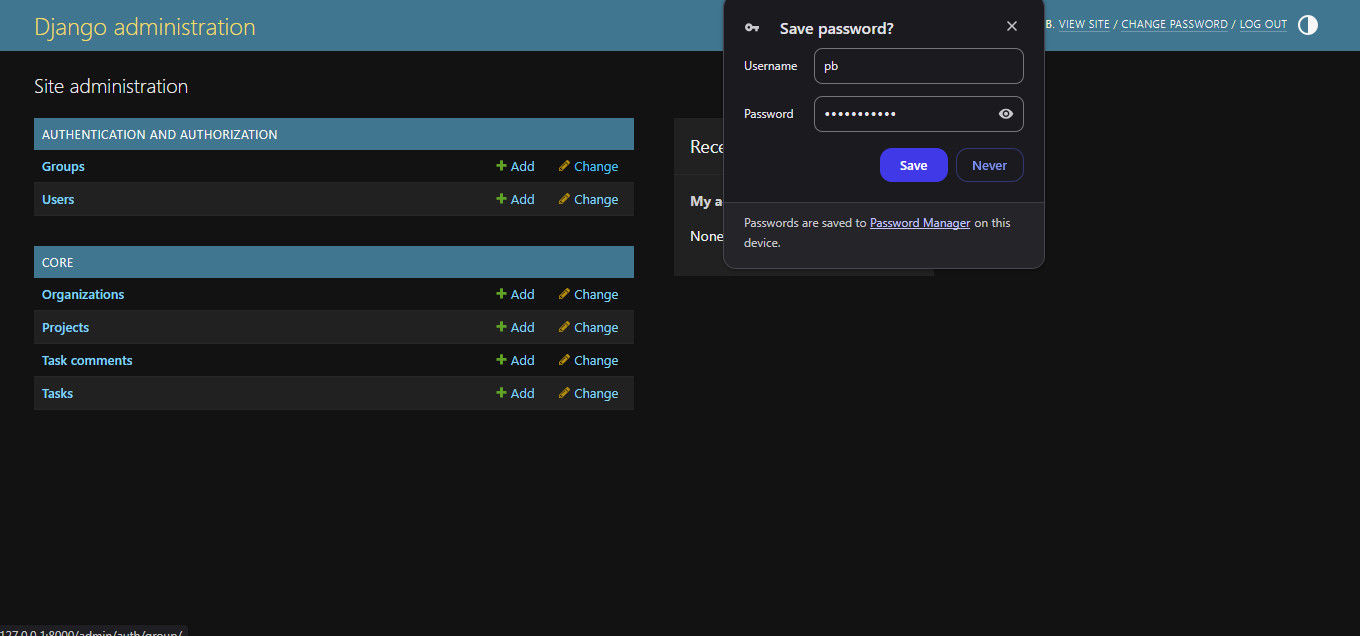 Django administration
B. VIEW SITE / CHANGE PASSWORD / LOG OUT
Save password?
Username pb
Password •••••••••••
Save Never
Passwords are saved to Password Manager on this
device.
Site administration
AUTHENTICATION AND AUTHORIZATION
Groups Add Change
Users Add Change
CORE
Organizations Add Change
Projects Add Change
Task comments Add Change
Tasks Add Change
Rece
My a
None
127.0.0.1:8000/admin/auth/group/